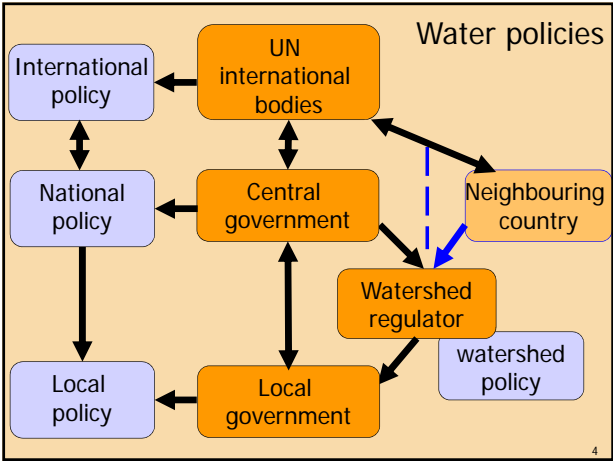 Water policies
International
policy
UN
international
bodies
National
policy
Central
government
Neighbouring
country
Watershed
regulator
watershed
policy
Local
policy
Local
government
4